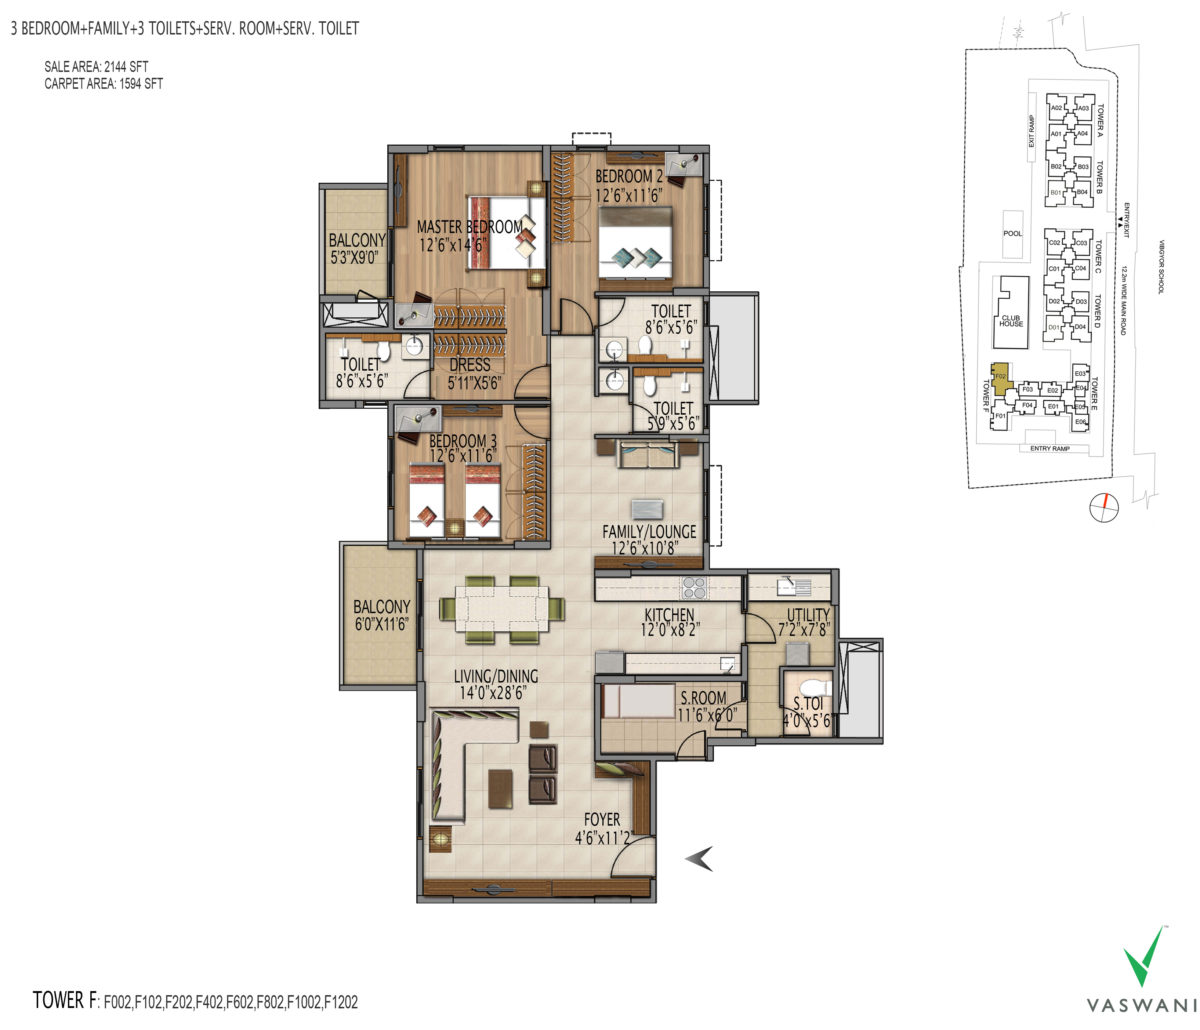 3 BEDROOM+FAMILY+3 TOILETS+SERV. ROOM+SERV. TOILET
SALE AREA: 2144 SFT
CARPET AREA: 1594 SFT
MASTER BEDROOM
12'6"x14'6"
BEDROOM 2
12'6"x11'6"
BALCONY
5'3"X9'0"
TOILET
8'6"x5'6"
TOILET
8'6"x5'6"
DRESS
5'11"X5'6"
TOILET
5'9"x5'6"
BEDROOM 3
12'6"x11'6"
FAMILY/LOUNGE
12'6"x10'8"
BALCONY
6'0"X11'6"
KITCHEN
12'0"x8'2"
UTILITY
7'2"x7'8"
LIVING/DINING
14'0"x28'6"
S.ROOM
11'6"x6'0"
S.TOI
4'0"x5'6
FOYER
4'6"x11'2"
EXIT RAMP
A02
A03
A01
A04
TOWER A
B02
B03
B01
B04
TOWER B
POOL
ENTRY/EXIT
C02
C03
C01
C04
TOWER C
12.2m WIDE MAIN ROAD
VIBGYOR SCHOOL
D02
D03
D01
D04
TOWER D
CLUB
HOUSE
F02
F03
F04
F01
TOWER F
E03
E02
E04
E01
E05
E06
TOWER E
ENTRY RAMP
TOWER F: F002,F102,F202,F402,F602,F802,F1002,F1202
VASWANI
TM